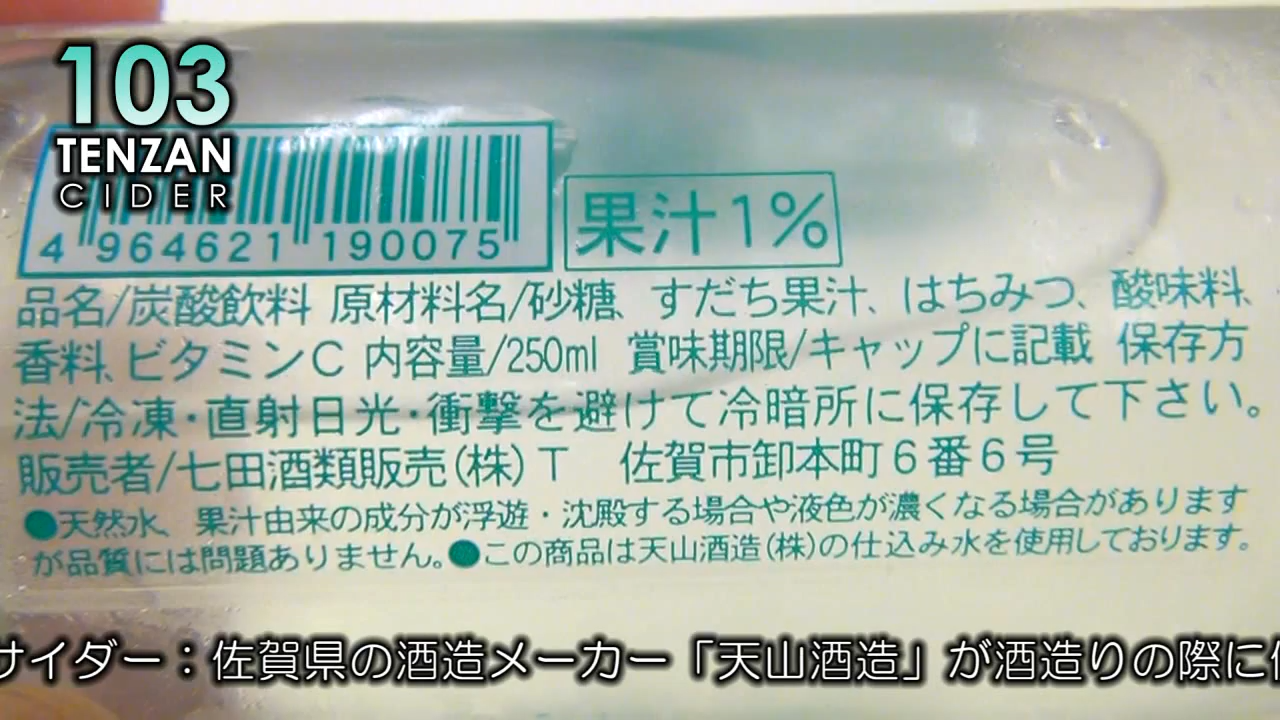 103
TENZAN
CIDER
4 964621 190075
果汁1%
品名/炭酸飲料 原材料名/砂糖、すだち果汁、はちみつ、酸味料、
香料、ビタミンC 内容量/250ml 賞味期限/キャップに記載 保存方
法/冷凍・直射日光・衝撃を避けて冷暗所に保存して下さい。
販売者/七田酒類販売(株)T 佐賀市卸本町6番6号
●天然水、果汁由来の成分が浮遊・沈殿する場合や液色が濃くなる場合があります
が品質には問題ありません。●この商品は天山酒造(株)の仕込み水を使用しております。
サイダー：佐賀県の酒造メーカー「天山酒造」が酒造りの際に